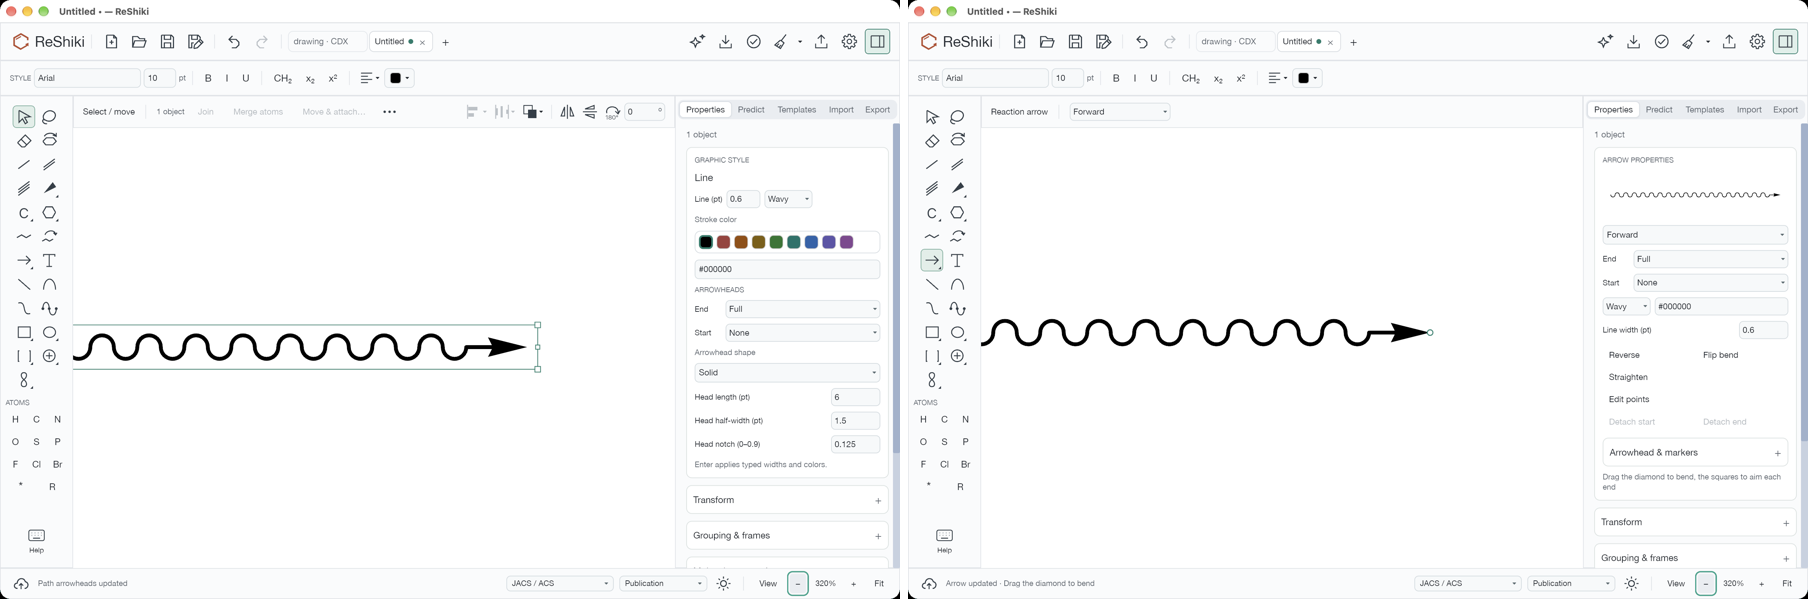 Untitled • — ReShiki
ReShiki
drawing · CDX
Untitled
STYLE
Arial
10
pt
B I U CH₂ x₂ x²
Select / move
1 object
Join
Merge atoms
Move & attach...
180°
0 °
Properties Predict Templates Import Export
1 object
GRAPHIC STYLE
Line
Line (pt) 0.6 Wavy
Stroke color
#000000
ARROWHEADS
End Full
Start None
Arrowhead shape
Solid
Head length (pt) 6
Head half-width (pt) 1.5
Head notch (0–0.9) 0.125
Enter applies typed widths and colors.
Transform +
Grouping & frames +
C
T
ATOMS
H C N
O S P
F Cl Br
* R
Help
Path arrowheads updated
JACS / ACS
Publication
View − 320% + Fit
Untitled • — ReShiki
ReShiki
drawing · CDX
Untitled
STYLE
Arial
10
pt
B I U CH₂ x₂ x²
Reaction arrow
Forward
Properties Predict Templates Import Export
1 object
ARROW PROPERTIES
Forward
End Full
Start None
Wavy #000000
Line width (pt) 0.6
Reverse Flip bend
Straighten
Edit points
Detach start Detach end
Arrowhead & markers +
Drag the diamond to bend, the squares to aim each
end
Transform +
Grouping & frames +
C
T
ATOMS
H C N
O S P
F Cl Br
* R
Help
Arrow updated · Drag the diamond to bend
JACS / ACS
Publication
View − 320% + Fit